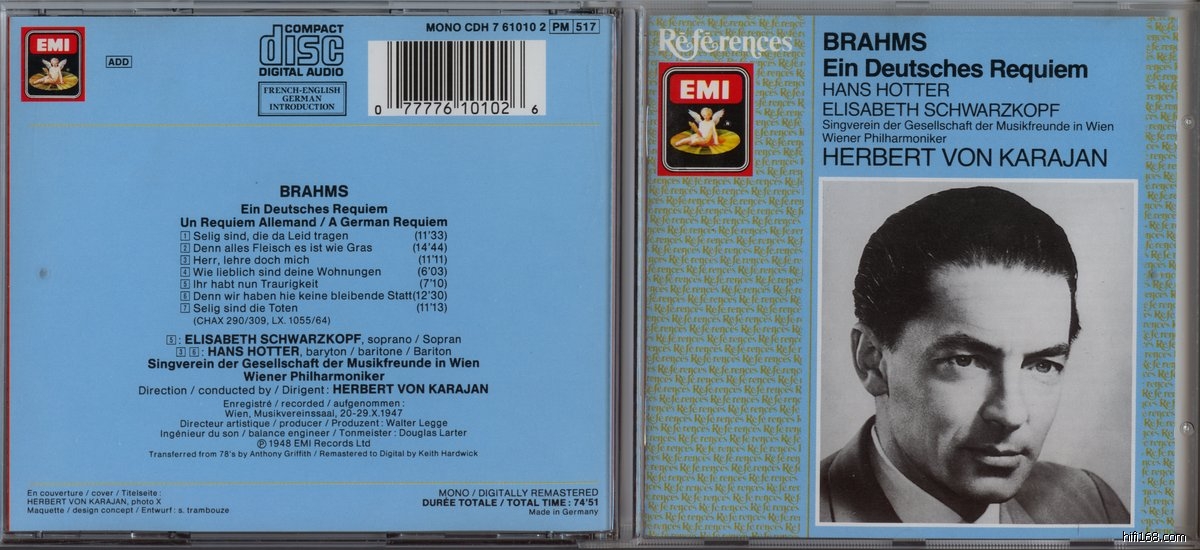 EMI
ADD
COMPACT
disc
DIGITAL AUDIO
FRENCH-ENGLISH
GERMAN
INTRODUCTION
MONO CDH 7 61010 2 PM 517
0 77776 10102 6
BRAHMS
Ein Deutsches Requiem
Un Requiem Allemand / A German Requiem
1 Selig sind, die da Leid tragen (11'33)
2 Denn alles Fleisch es ist wie Gras (14'44)
3 Herr, lehre doch mich (11'11)
4 Wie lieblich sind deine Wohnungen (6'03)
5 Ihr habt nun Traurigkeit (7'10)
6 Denn wir haben hie keine bleibende Statt (12'30)
7 Selig sind die Toten (11'13)
(CHAX 290/309, LX. 1055/64)
5 : ELISABETH SCHWARZKOPF, soprano / Sopran
3 6 : HANS HOTTER, baryton / baritone / Bariton
Singverein der Gesellschaft der Musikfreunde in Wien
Wiener Philharmoniker
Direction / conducted by / Dirigent : HERBERT VON KARAJAN
Enregistré / recorded / aufgenommen :
Wien, Musikvereinssaal, 20-29.X.1947
Directeur artistique / producer / Produzent : Walter Legge
Ingénieur du son / balance engineer / Tonmeister : Douglas Larter
℗ 1948 EMI Records Ltd
Transferred from 78's by Anthony Griffith / Remastered to Digital by Keith Hardwick
En couverture / cover / Titelseite :
HERBERT VON KARAJAN, photo X
Maquette / design concept / Entwurf : s. trambouze
MONO / DIGITALLY REMASTERED
DURÉE TOTALE / TOTAL TIME : 74'51
Made in Germany
Références
EMI
BRAHMS
Ein Deutsches Requiem
HANS HOTTER
ELISABETH SCHWARZKOPF
Singverein der Gesellschaft der Musikfreunde in Wien
Wiener Philharmoniker
HERBERT VON KARAJAN
hifi168.com